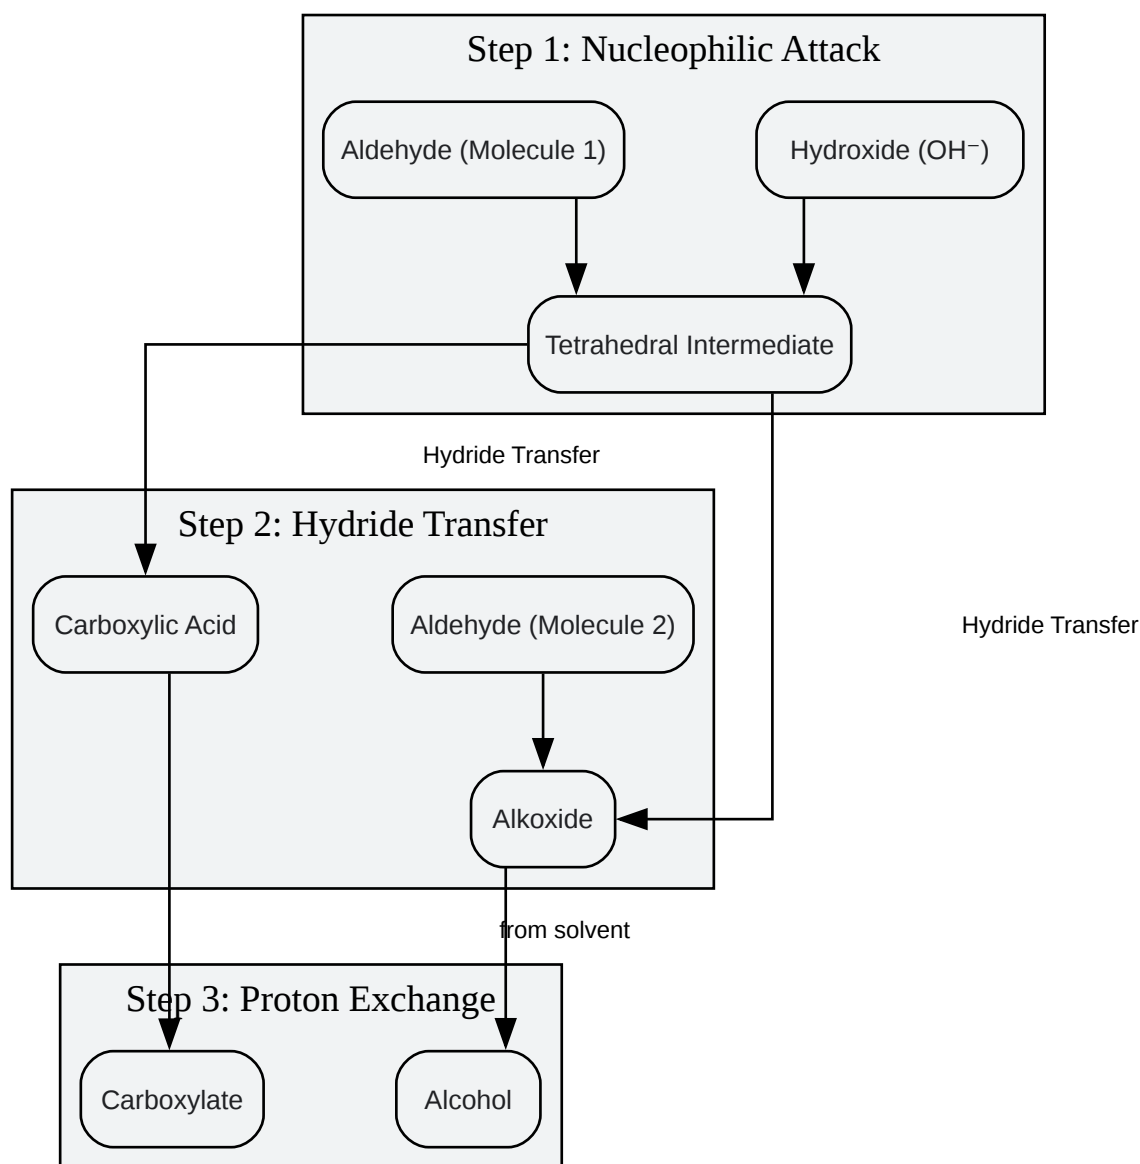 Step 1: Nucleophilic Attack
Aldehyde (Molecule 1)
Hydroxide (OH⁻)
Tetrahedral Intermediate
Hydride Transfer
Step 2: Hydride Transfer
Carboxylic Acid
Aldehyde (Molecule 2)
Hydride Transfer
Alkoxide
from solvent
Step 3: Proton Exchange
Carboxylate
Alcohol